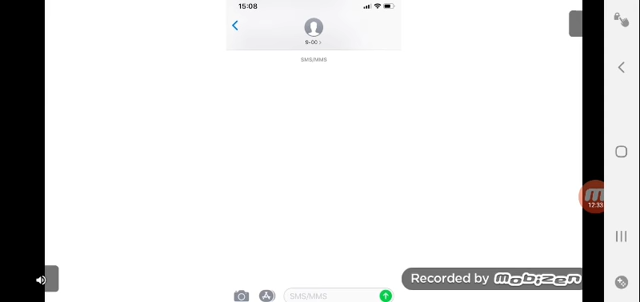 15:08
SMS/MMS
SMS/MMS
Recorded by mobizen
12:33